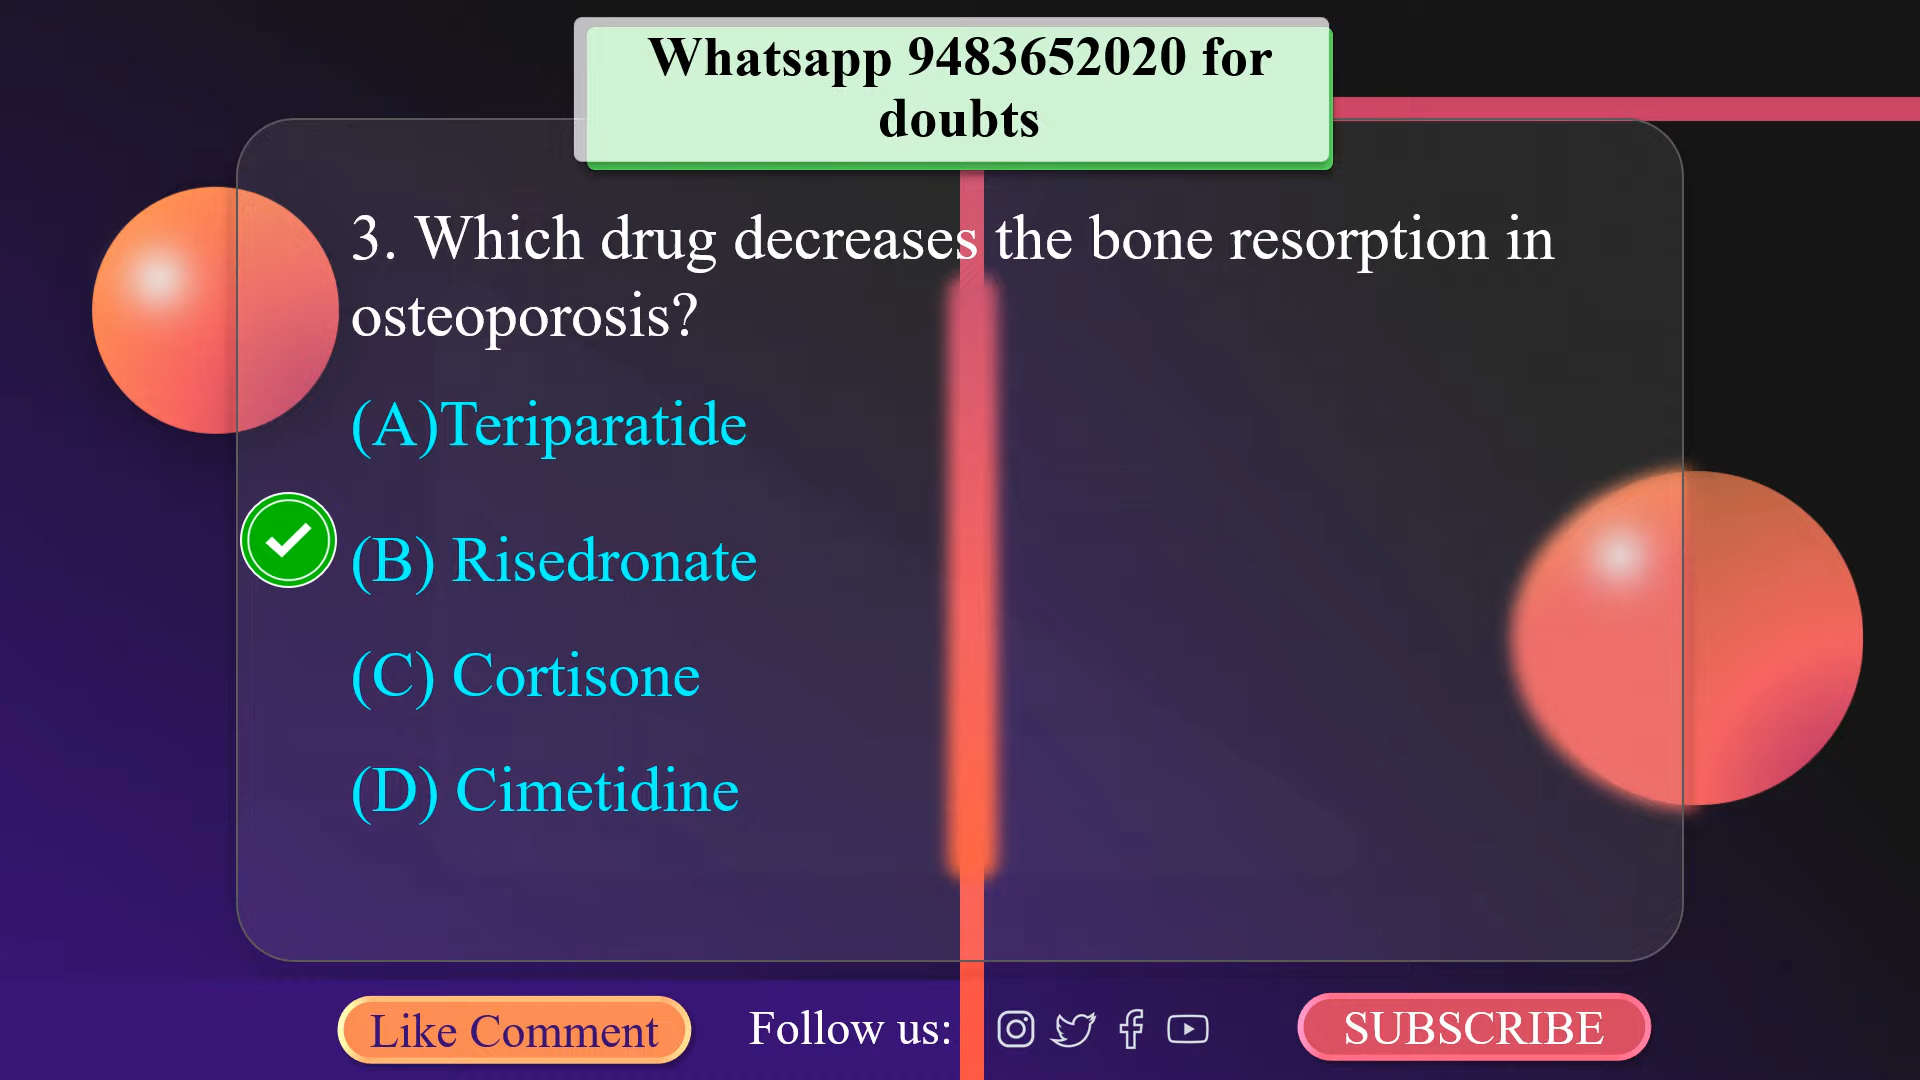 Whatsapp 9483652020 for
doubts
3. Which drug decreases the bone resorption in
osteoporosis?
(A)Teriparatide
(B) Risedronate
(C) Cortisone
(D) Cimetidine
Like Comment
Follow us:
SUBSCRIBE